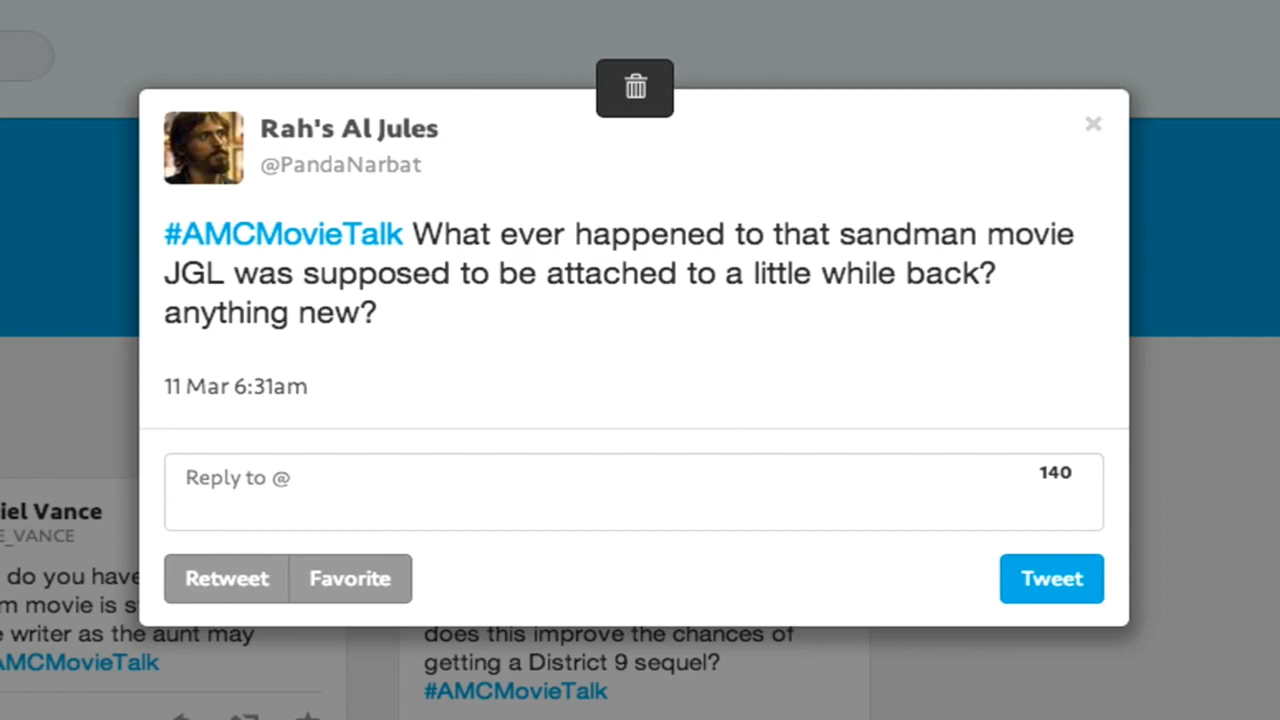 Rah's Al Jules
@PandaNarbat
#AMCMovieTalk What ever happened to that sandman movie
JGL was supposed to be attached to a little while back?
anything new?
11 Mar 6:31am
Reply to @
140
Retweet
Favorite
Tweet
iel Vance
E_VANCE
do you have
m movie is s
e writer as the aunt may
AMCMovieTalk
does this improve the chances of
getting a District 9 sequel?
#AMCMovieTalk